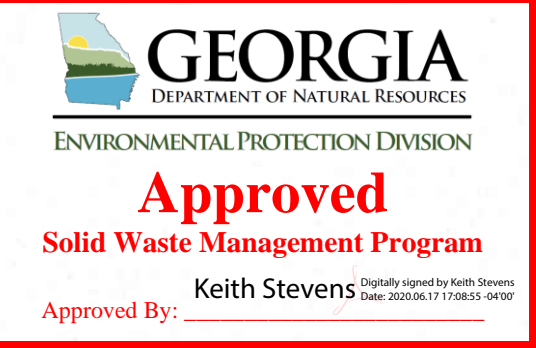 GEORGIA
DEPARTMENT OF NATURAL RESOURCES
ENVIRONMENTAL PROTECTION DIVISION
Approved
Solid Waste Management Program
Keith Stevens
Digitally signed by Keith Stevens
Date: 2020.06.17 17:08:55 -04'00'
Approved By: _________________________